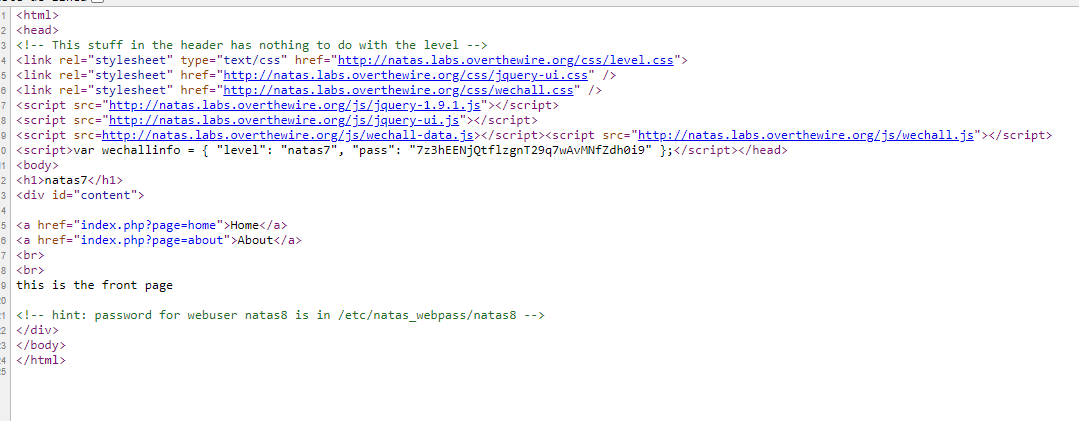 1 <html>
2 <head>
3 <!-- This stuff in the header has nothing to do with the level -->
4 <link rel="stylesheet" type="text/css" href="http://natas.labs.overthewire.org/css/level.css">
5 <link rel="stylesheet" href="http://natas.labs.overthewire.org/css/jquery-ui.css" />
6 <link rel="stylesheet" href="http://natas.labs.overthewire.org/css/wechall.css" />
7 <script src="http://natas.labs.overthewire.org/js/jquery-1.9.1.js"></script>
8 <script src="http://natas.labs.overthewire.org/js/jquery-ui.js"></script>
9 <script src=http://natas.labs.overthewire.org/js/wechall-data.js></script><script src="http://natas.labs.overthewire.org/js/wechall.js"></script>
0 <script>var wechallinfo = { "level": "natas7", "pass": "7z3hEENjQtflzgnT29q7wAvMNfZdh0i9" };</script></head>
1 <body>
2 <h1>natas7</h1>
3 <div id="content">
4
5 <a href="index.php?page=home">Home</a>
6 <a href="index.php?page=about">About</a>
7 <br>
8 <br>
9 this is the front page
0
1 <!-- hint: password for webuser natas8 is in /etc/natas_webpass/natas8 -->
2 </div>
3 </body>
4 </html>
5